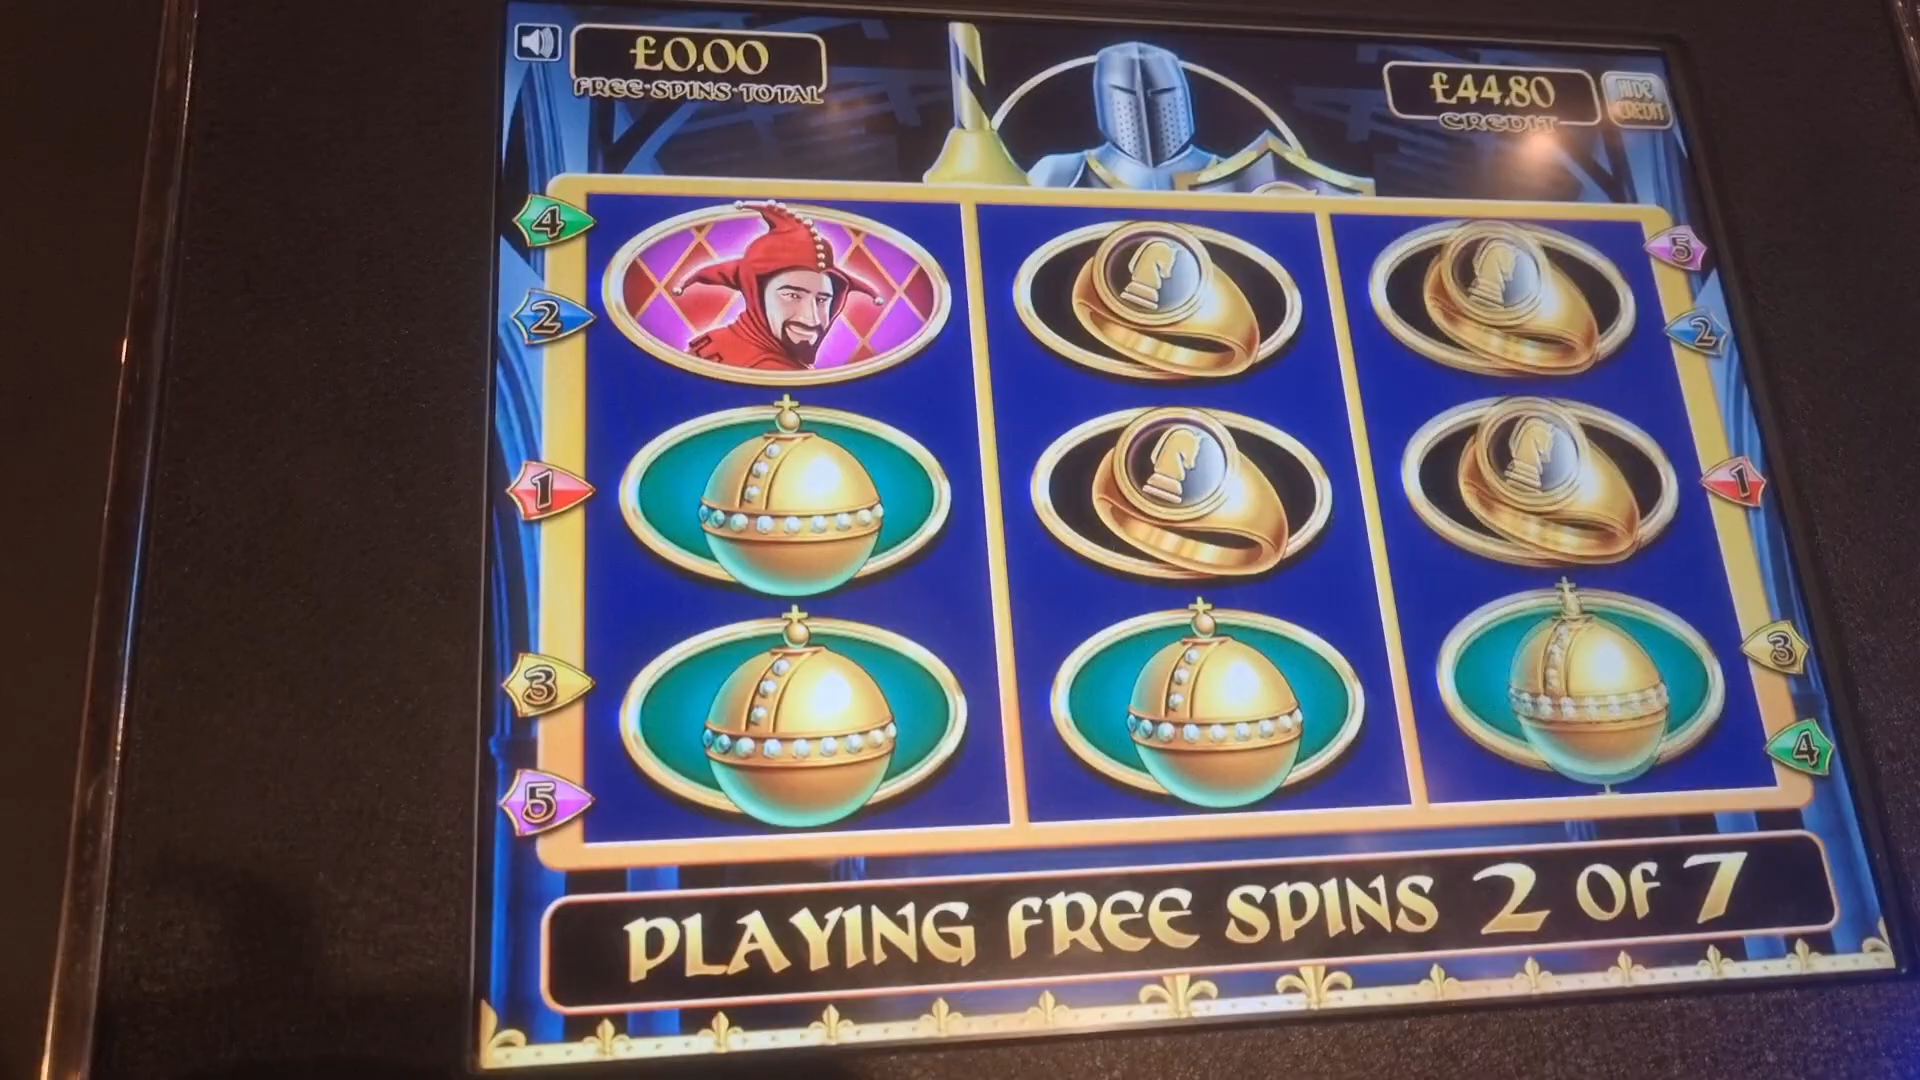 £0.00
FREE SPINS TOTAL
£44.80
CREDIT
HIDE
CREDIT
4
5
2
2
1
1
3
3
4
5
PLAYING FREE SPINS 2 OF 7